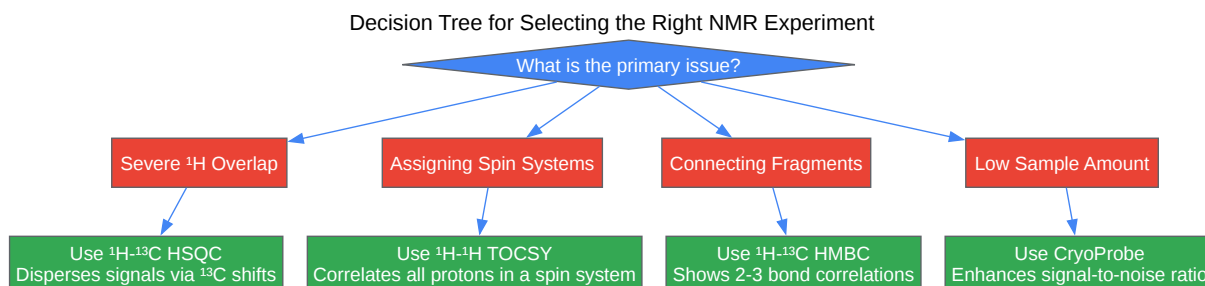 Decision Tree for Selecting the Right NMR Experiment
What is the primary issue?
Severe ¹H Overlap
Assigning Spin Systems
Connecting Fragments
Low Sample Amount
Use ¹H-¹³C HSQC
Disperses signals via ¹³C shifts
Use ¹H-¹H TOCSY
Correlates all protons in a spin system
Use ¹H-¹³C HMBC
Shows 2-3 bond correlations
Use CryoProbe
Enhances signal-to-noise ratio